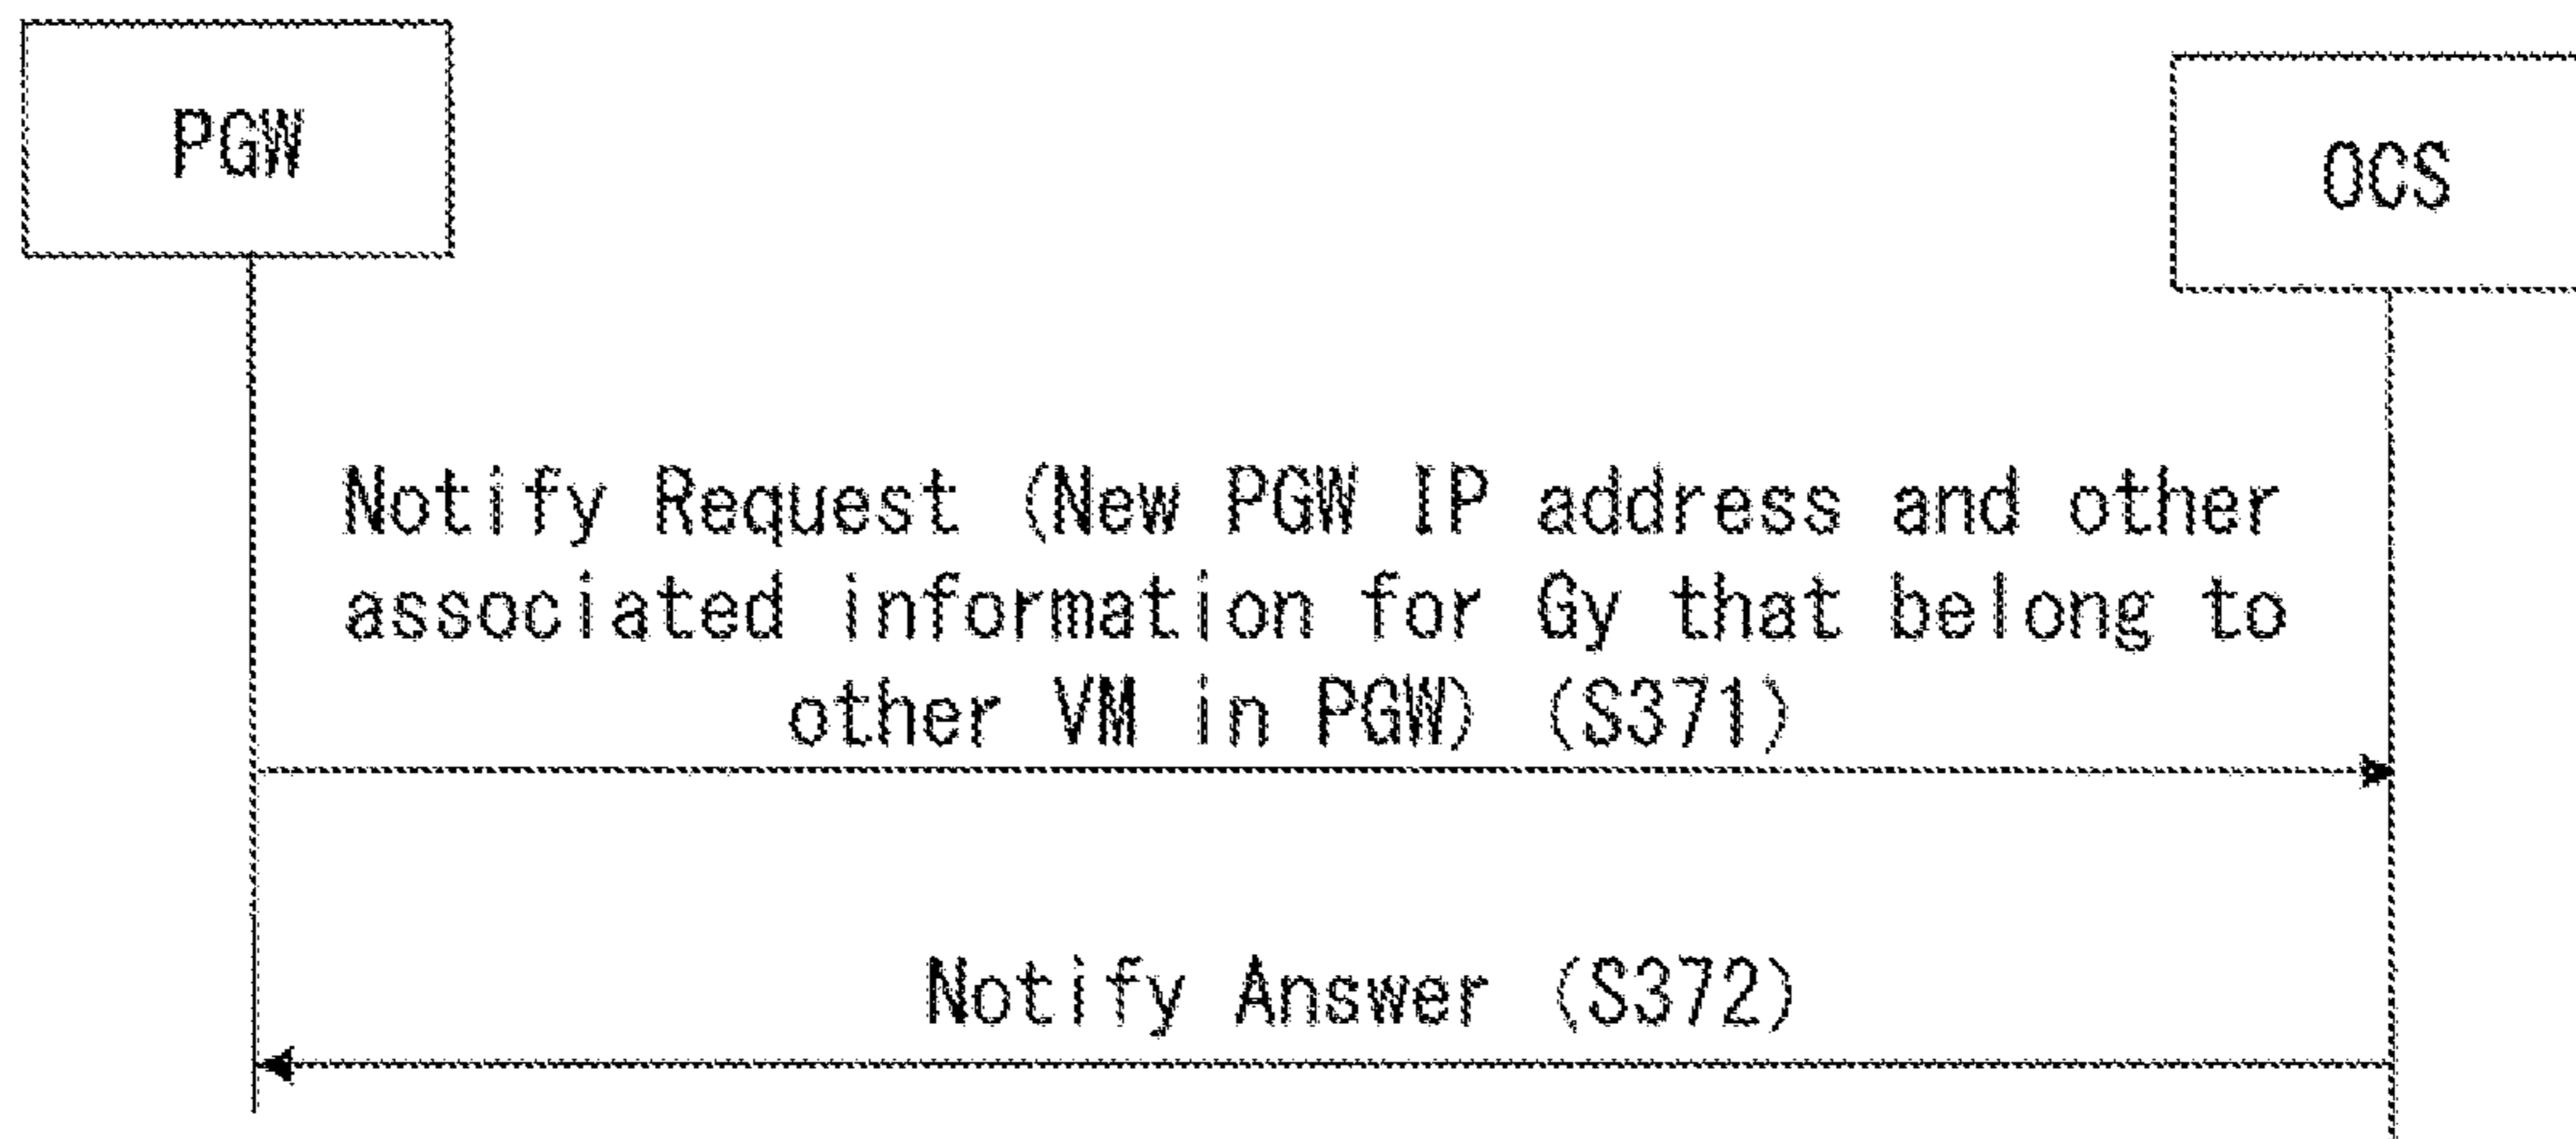 PGW
OCS
Notify Request (New PGW IP address and other
associated information for Gy that belong to
other VM in PGW) (S371)
Notify Answer (S372)